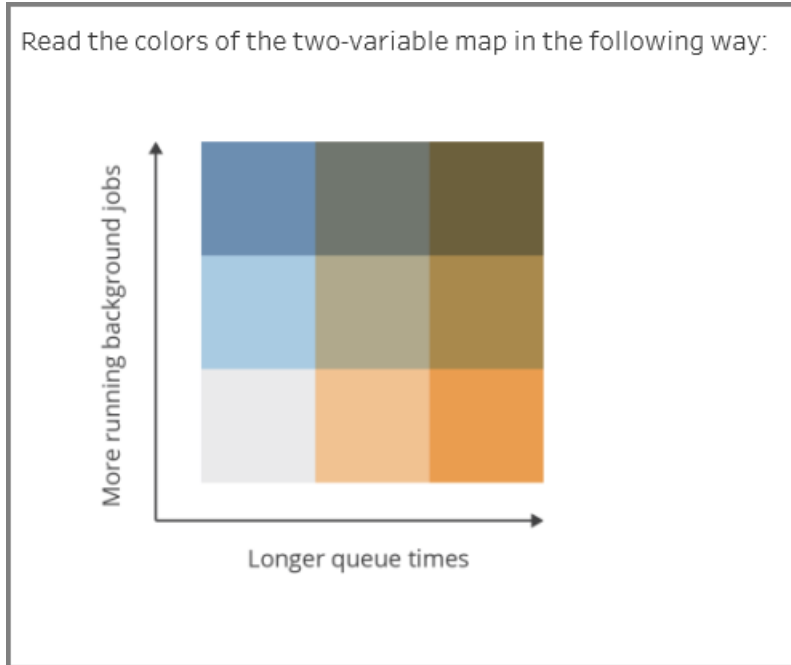 Read the colors of the two-variable map in the following way:
More running background jobs
Longer queue times